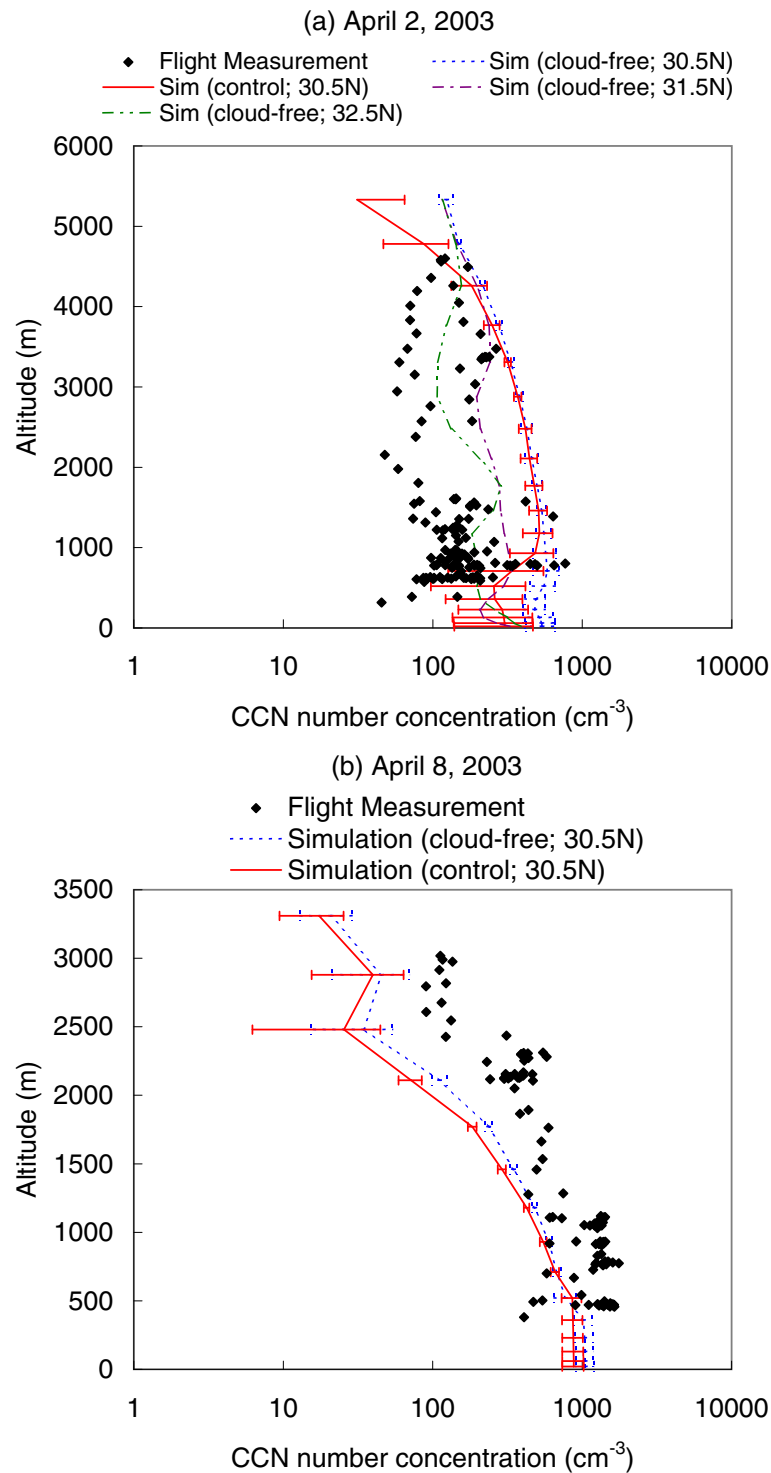 (a) April 2, 2003
Flight Measurement
Sim (cloud-free; 30.5N)
Sim (control; 30.5N)
Sim (cloud-free; 31.5N)
Sim (cloud-free; 32.5N)
6000
5000
4000
3000
2000
1000
0
Altitude (m)
1
10
100
1000
10000
CCN number concentration (cm⁻³)
(b) April 8, 2003
Flight Measurement
Simulation (cloud-free; 30.5N)
Simulation (control; 30.5N)
3500
3000
2500
2000
1500
1000
500
0
Altitude (m)
1
10
100
1000
10000
CCN number concentration (cm⁻³)